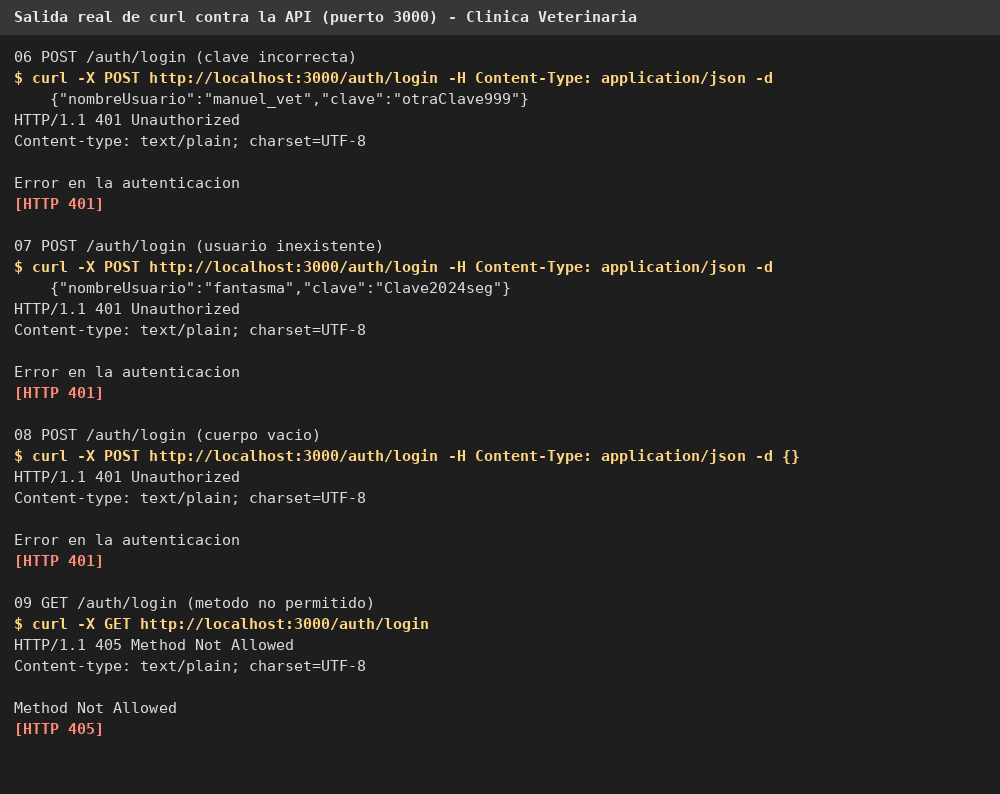 Salida real de curl contra la API (puerto 3000) - Clinica Veterinaria
06 POST /auth/login (clave incorrecta)
$ curl -X POST http://localhost:3000/auth/login -H Content-Type: application/json -d
{"nombreUsuario":"manuel_vet","clave":"otraClave999"}
HTTP/1.1 401 Unauthorized
Content-type: text/plain; charset=UTF-8
Error en la autenticacion
[HTTP 401]
07 POST /auth/login (usuario inexistente)
$ curl -X POST http://localhost:3000/auth/login -H Content-Type: application/json -d
{"nombreUsuario":"fantasma","clave":"Clave2024seg"}
HTTP/1.1 401 Unauthorized
Content-type: text/plain; charset=UTF-8
Error en la autenticacion
[HTTP 401]
08 POST /auth/login (cuerpo vacio)
$ curl -X POST http://localhost:3000/auth/login -H Content-Type: application/json -d {}
HTTP/1.1 401 Unauthorized
Content-type: text/plain; charset=UTF-8
Error en la autenticacion
[HTTP 401]
09 GET /auth/login (metodo no permitido)
$ curl -X GET http://localhost:3000/auth/login
HTTP/1.1 405 Method Not Allowed
Content-type: text/plain; charset=UTF-8
Method Not Allowed
[HTTP 405]